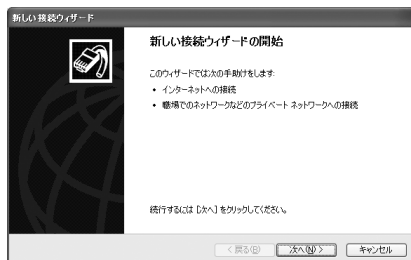 新しい接続ウィザード
新しい接続ウィザードの開始
このウィザードでは次の手助けをします:
• インターネットへの接続
• 職場でのネットワークなどのプライベート ネットワークへの接続
続行するには [次へ] をクリックしてください。
< 戻る(B) 次へ(N) > キャンセル